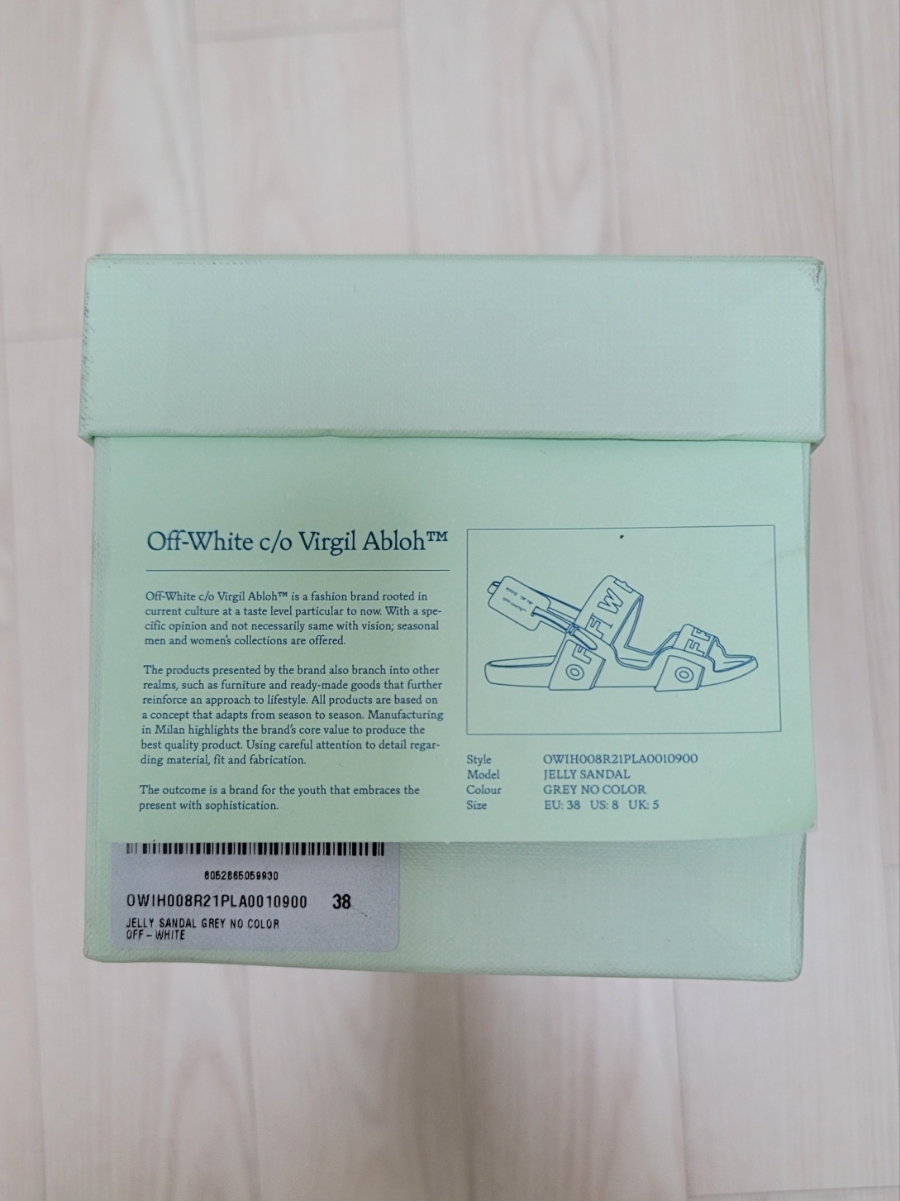 Off-White c/o Virgil Abloh™
Off-White c/o Virgil Abloh™ is a fashion brand rooted in
current culture at a taste level particular to now. With a spe-
cific opinion and not necessarily same with vision; seasonal
men and women's collections are offered.
The products presented by the brand also branch into other
realms, such as furniture and ready-made goods that further
reinforce an approach to lifestyle. All products are based on
a concept that adapts from season to season. Manufacturing
in Milan highlights the brand's core value to produce the
best quality product. Using careful attention to detail regar-
ding material, fit and fabrication.
The outcome is a brand for the youth that embraces the
present with sophistication.
OFF WH
OFF
O
Style OWIH008R21PLA0010900
Model JELLY SANDAL
Colour GREY NO COLOR
Size EU: 38 US: 8 UK: 5
8052865059930
OWIH008R21PLA0010900 38
JELLY SANDAL GREY NO COLOR
OFF-WHITE